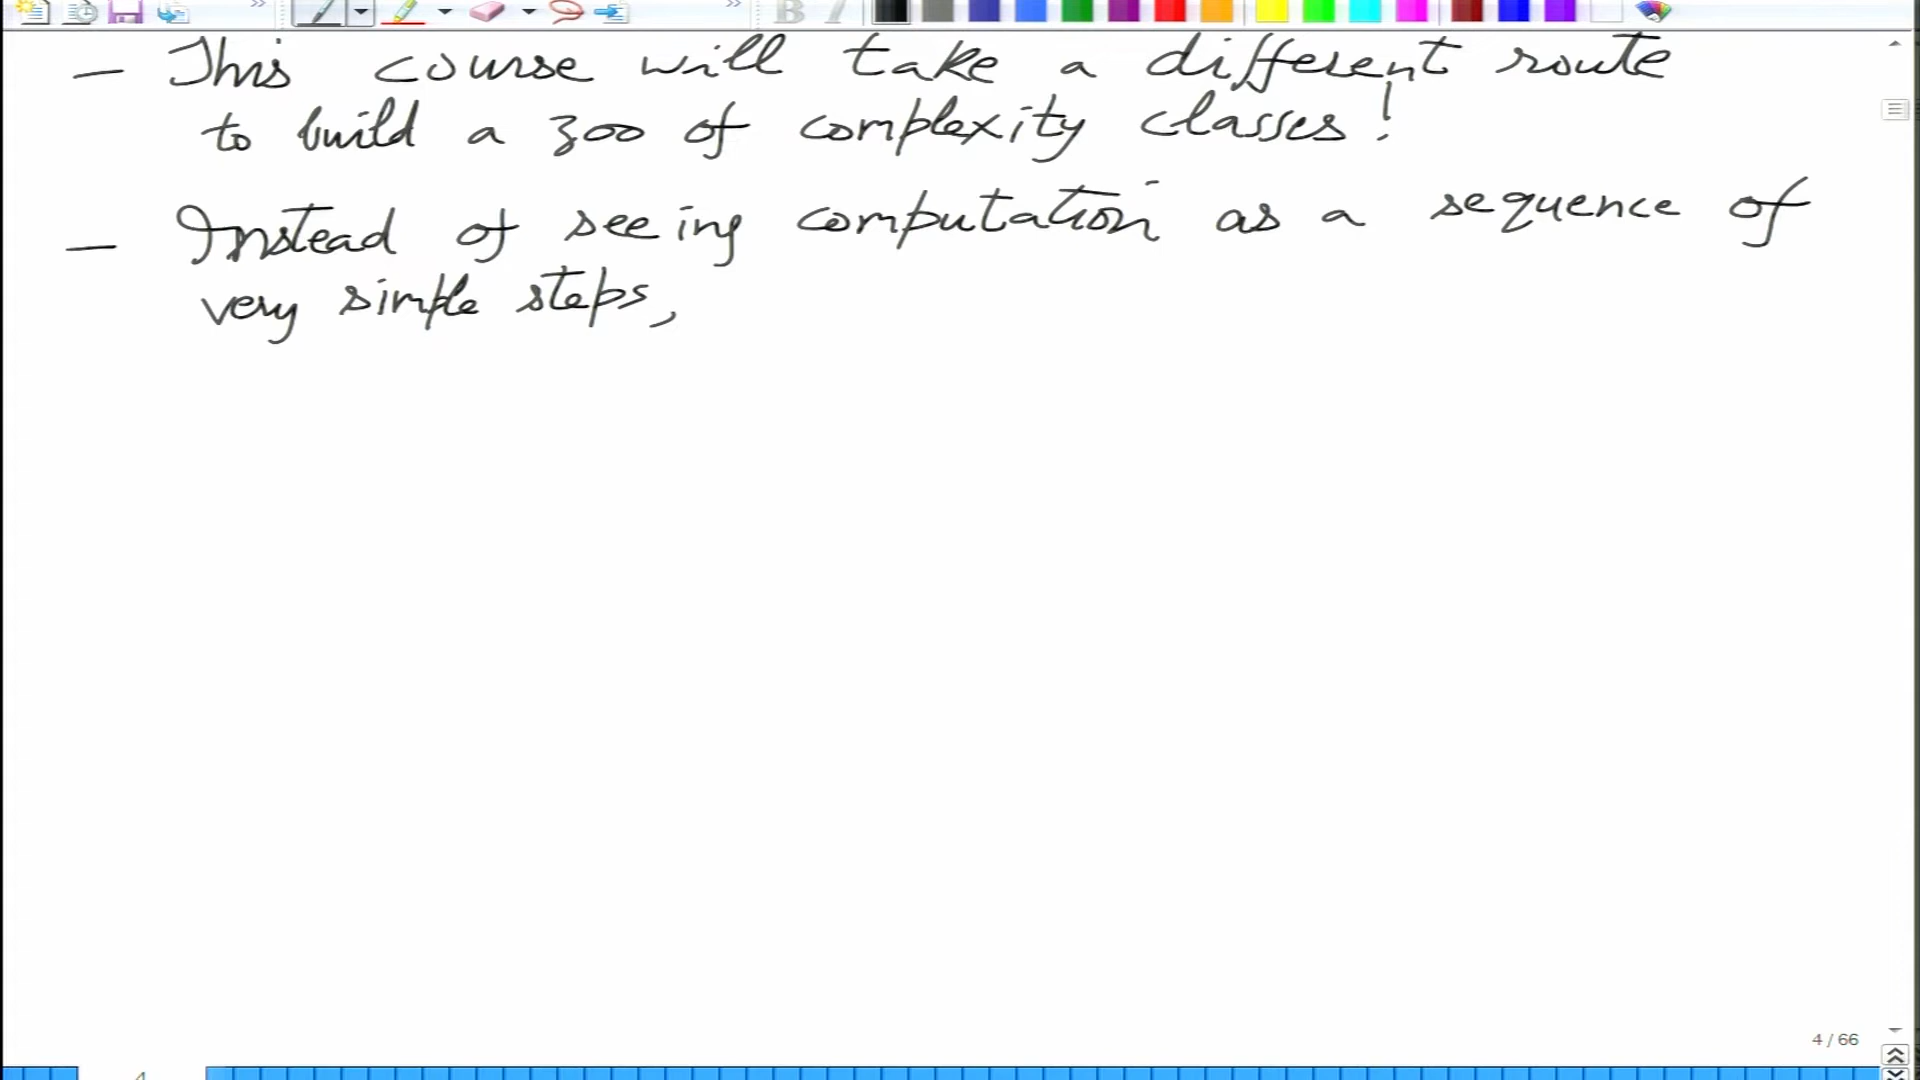 – This course will take a different route
to build a zoo of complexity classes!
– Instead of seeing computation as a sequence of
very simple steps,
4 / 66
4